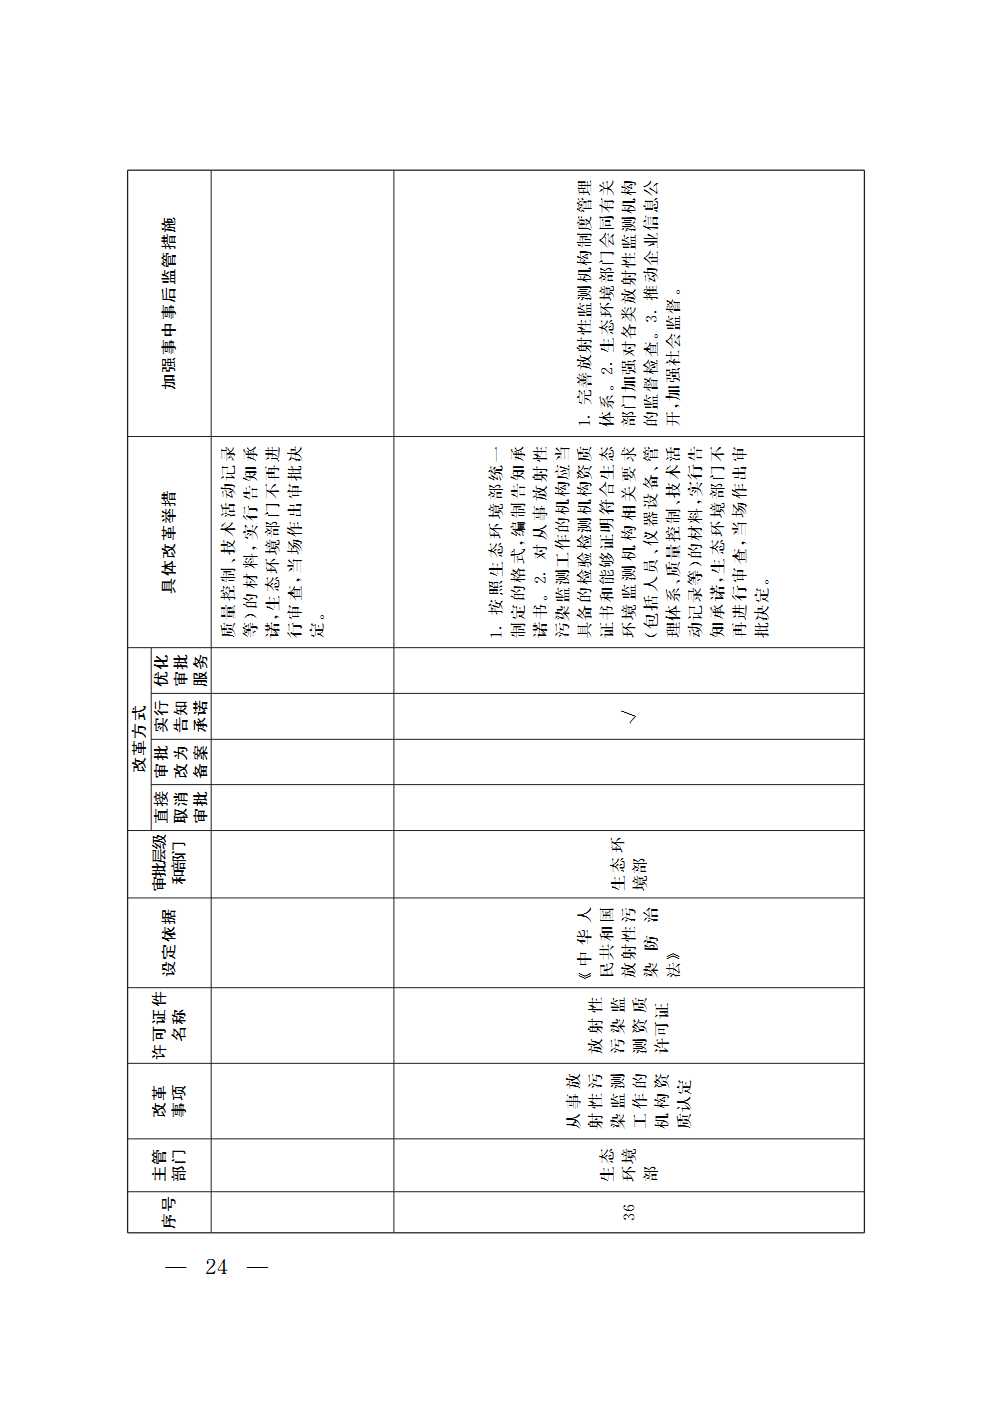 序号
主管
部门
改革
事项
许可证件
名称
设定依据
审批层级
和部门
改革方式
直接
取消
审批
审批
改为
备案
实行
告知
承诺
优化
审批
服务
具体改革举措
加强事中事后监管措施
质量控制、技术活动记录
等)的材料,实行告知承
诺,生态环境部门不再进
行审查,当场作出审批决
定。
36
生态
环境
部
从事放
射性污
染监测
工作的
机构资
质认定
放射性
污染监
测资质
许可证
《中华人
民共和国
放射性污
染防治
法》
生态环
境部
√
1. 按照生态环境部统一
制定的格式,编制告知承
诺书。2. 对从事放射性
污染监测工作的机构应当
具备的检验检测机构资质
证书和能够证明符合生态
环境监测机构相关要求
(包括人员、仪器设备、管
理体系、质量控制、技术活
动记录等)的材料,实行告
知承诺,生态环境部门不
再进行审查,当场作出审
批决定。
1. 完善放射性监测机构制度管理
体系。2. 生态环境部门会同有关
部门加强对各类放射性监测机构
的监督检查。3. 推动企业信息公
开,加强社会监督。
— 24 —